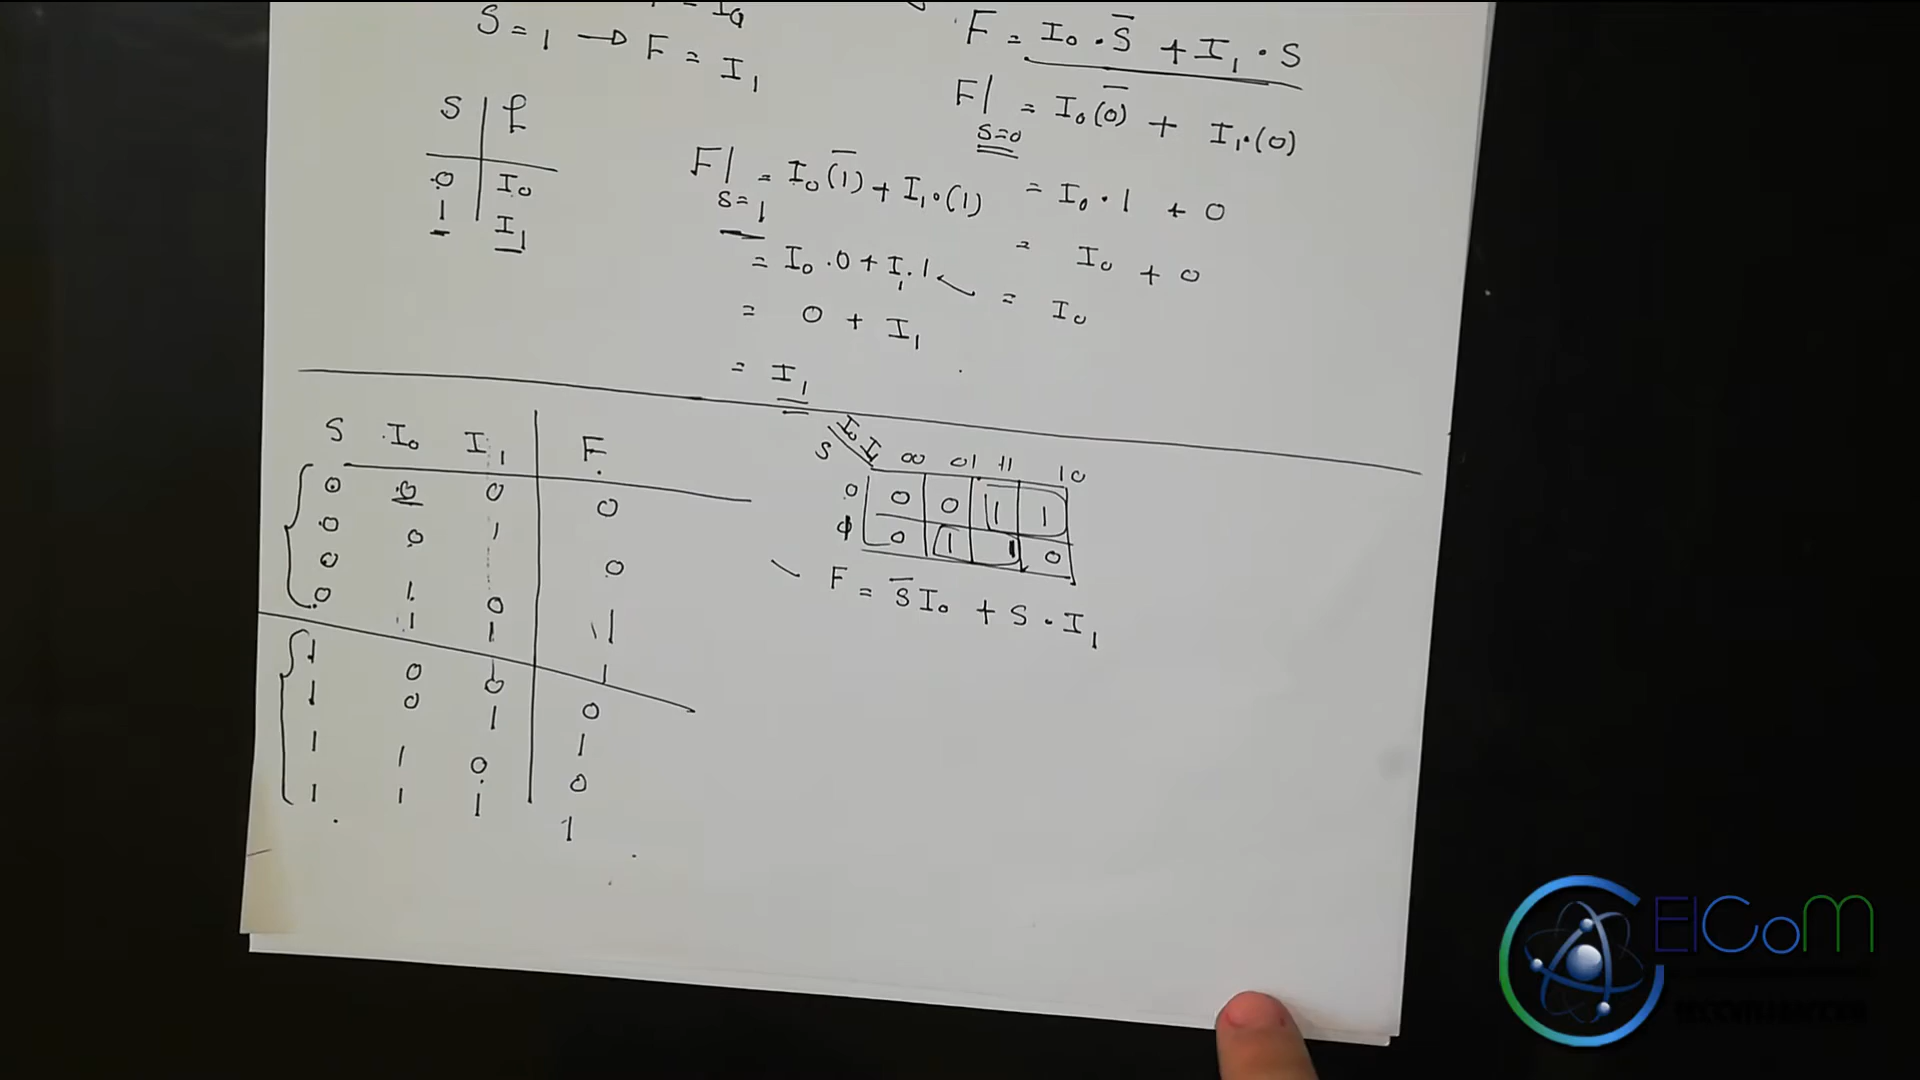 S = 1 → F = I₁
S | f
0 | I₀
1 | I₁
F = I₀ · S̅ + I₁ · S
F|S=0 = I₀(0̅) + I₁·(0)
= I₀ · 1 + 0
= I₀ + 0
= I₀
F|S=1 = I₀(1̅) + I₁·(1)
= I₀ · 0 + I₁ · 1
= 0 + I₁
= I₁
S I₀ I₁ | F
0 0 0 | 0
0 0 1 | 0
0 1 0 | 1
0 1 1 | 1
1 0 0 | 0
1 0 1 | 1
1 1 0 | 0
1 1 1 | 1
S \ I₀ I₁ 00 01 11 10
0 | 0 0 1 1
1 | 0 1 1 0
F = S̅ I₀ + S · I₁
ElCoM